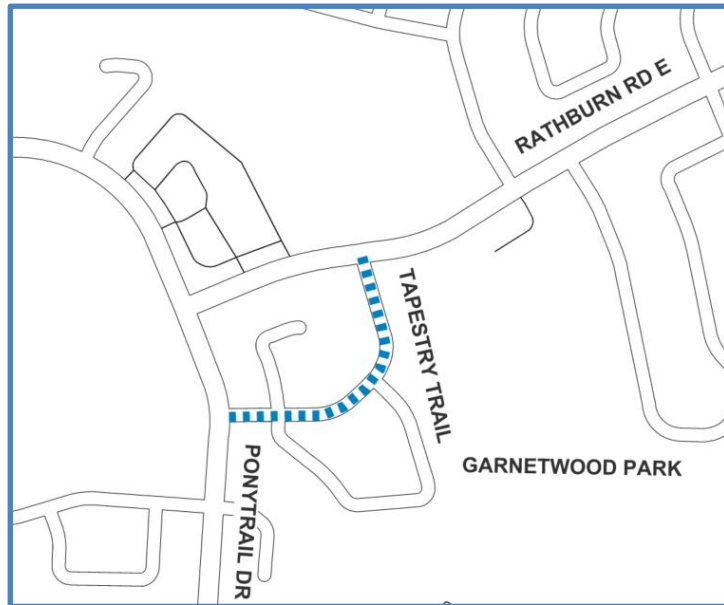 RATHBURN RD E
TAPESTRY TRAIL
GARNETWOOD PARK
PONYTRAIL DR